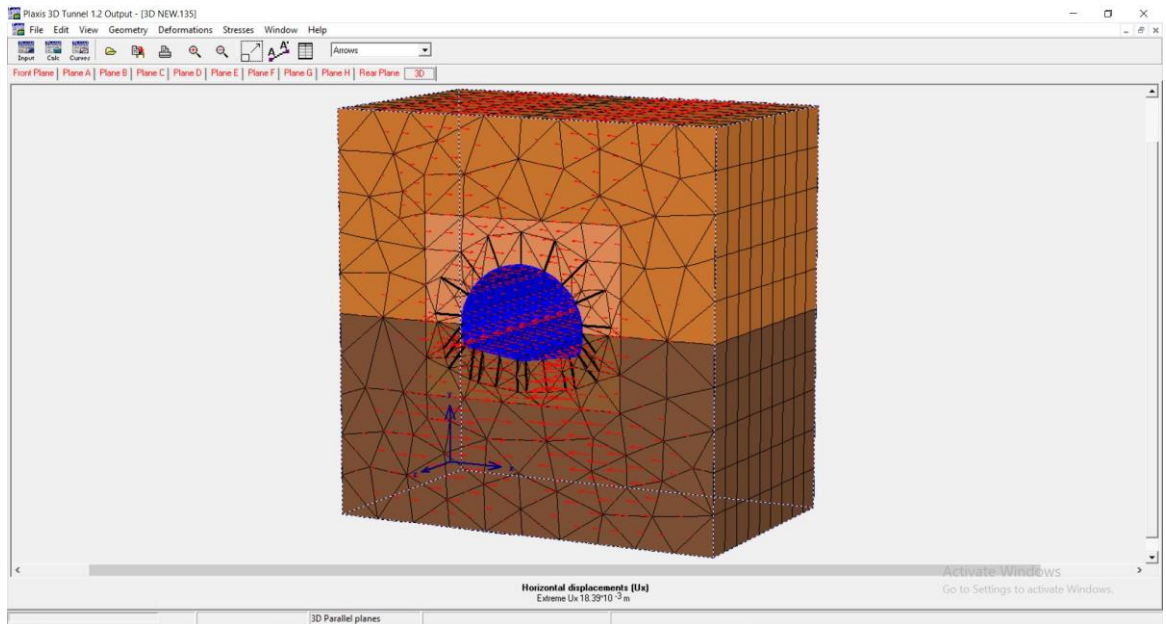 Plaxis 3D Tunnel 1.2 Output - [3D NEW.135]
File Edit View Geometry Deformations Stresses Window Help
Input Calc Curves Arrows
Front Plane Plane A Plane B Plane C Plane D Plane E Plane F Plane G Plane H Rear Plane 3D
Y
z
Activate Windows
Go to Settings to activate Windows.
Horizontal displacements (Ux)
Extreme Ux 18.39*10 -3 m
3D Parallel planes